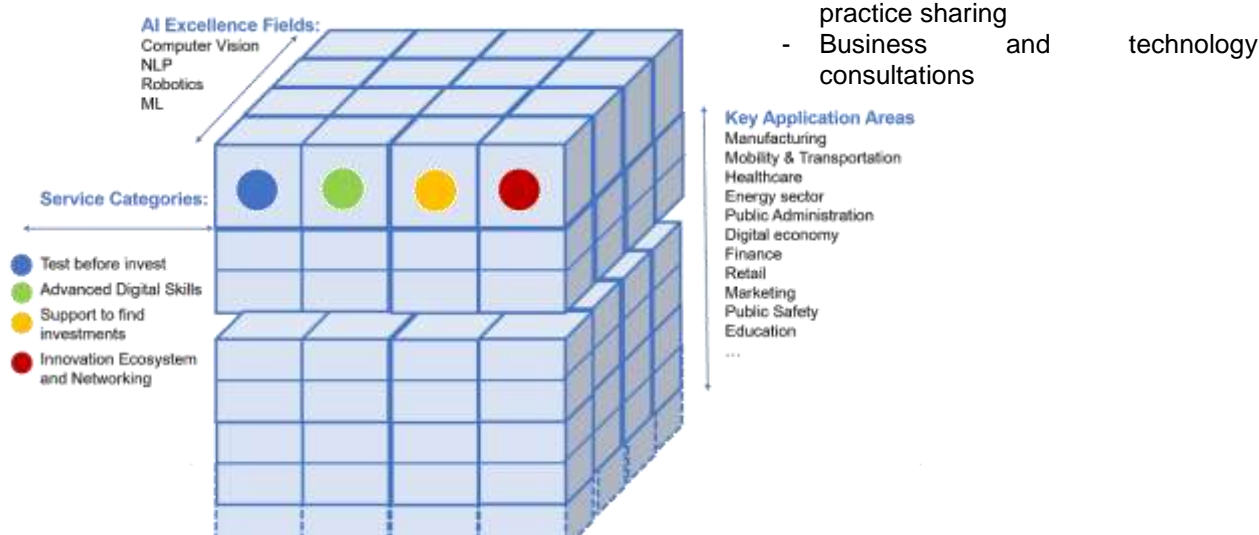 practice sharing
- Business and technology
consultations
AI Excellence Fields:
Computer Vision
NLP
Robotics
ML
Service Categories:
Test before invest
Advanced Digital Skills
Support to find
investments
Innovation Ecosystem
and Networking
Key Application Areas
Manufacturing
Mobility & Transportation
Healthcare
Energy sector
Public Administration
Digital economy
Finance
Retail
Marketing
Public Safety
Education
...